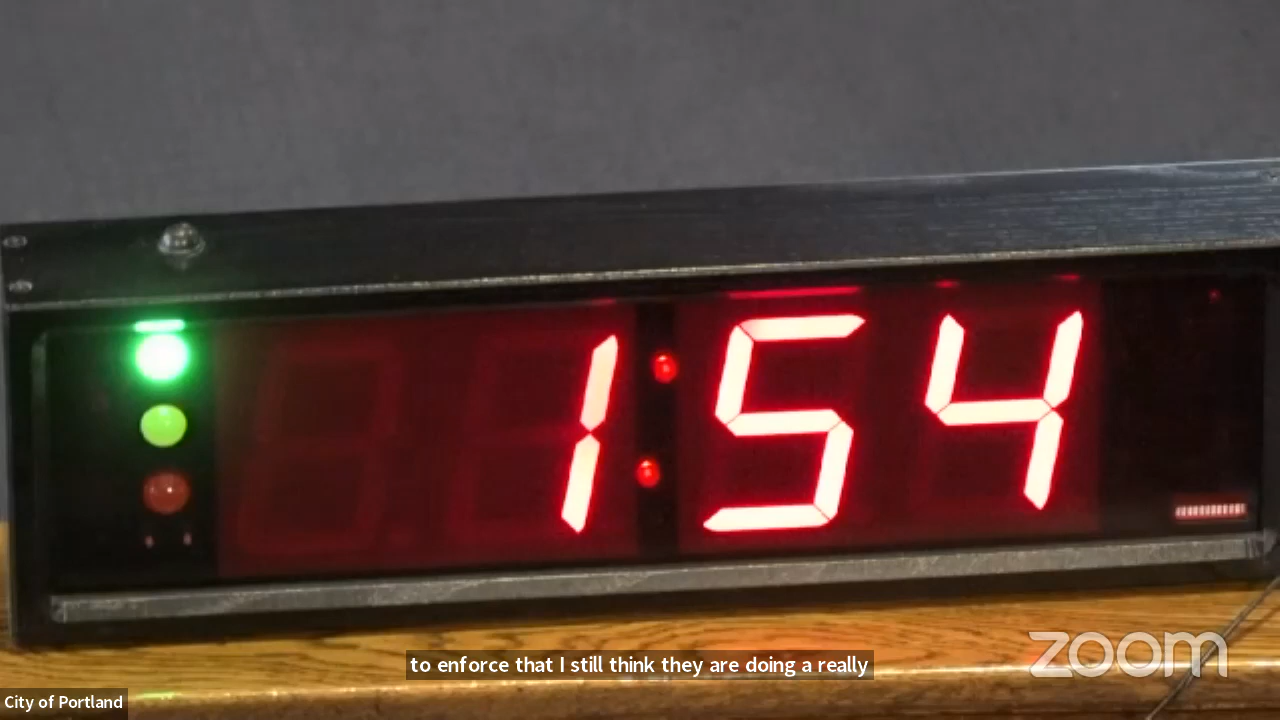 1:54
to enforce that I still think they are doing a really
zoom
City of Portland